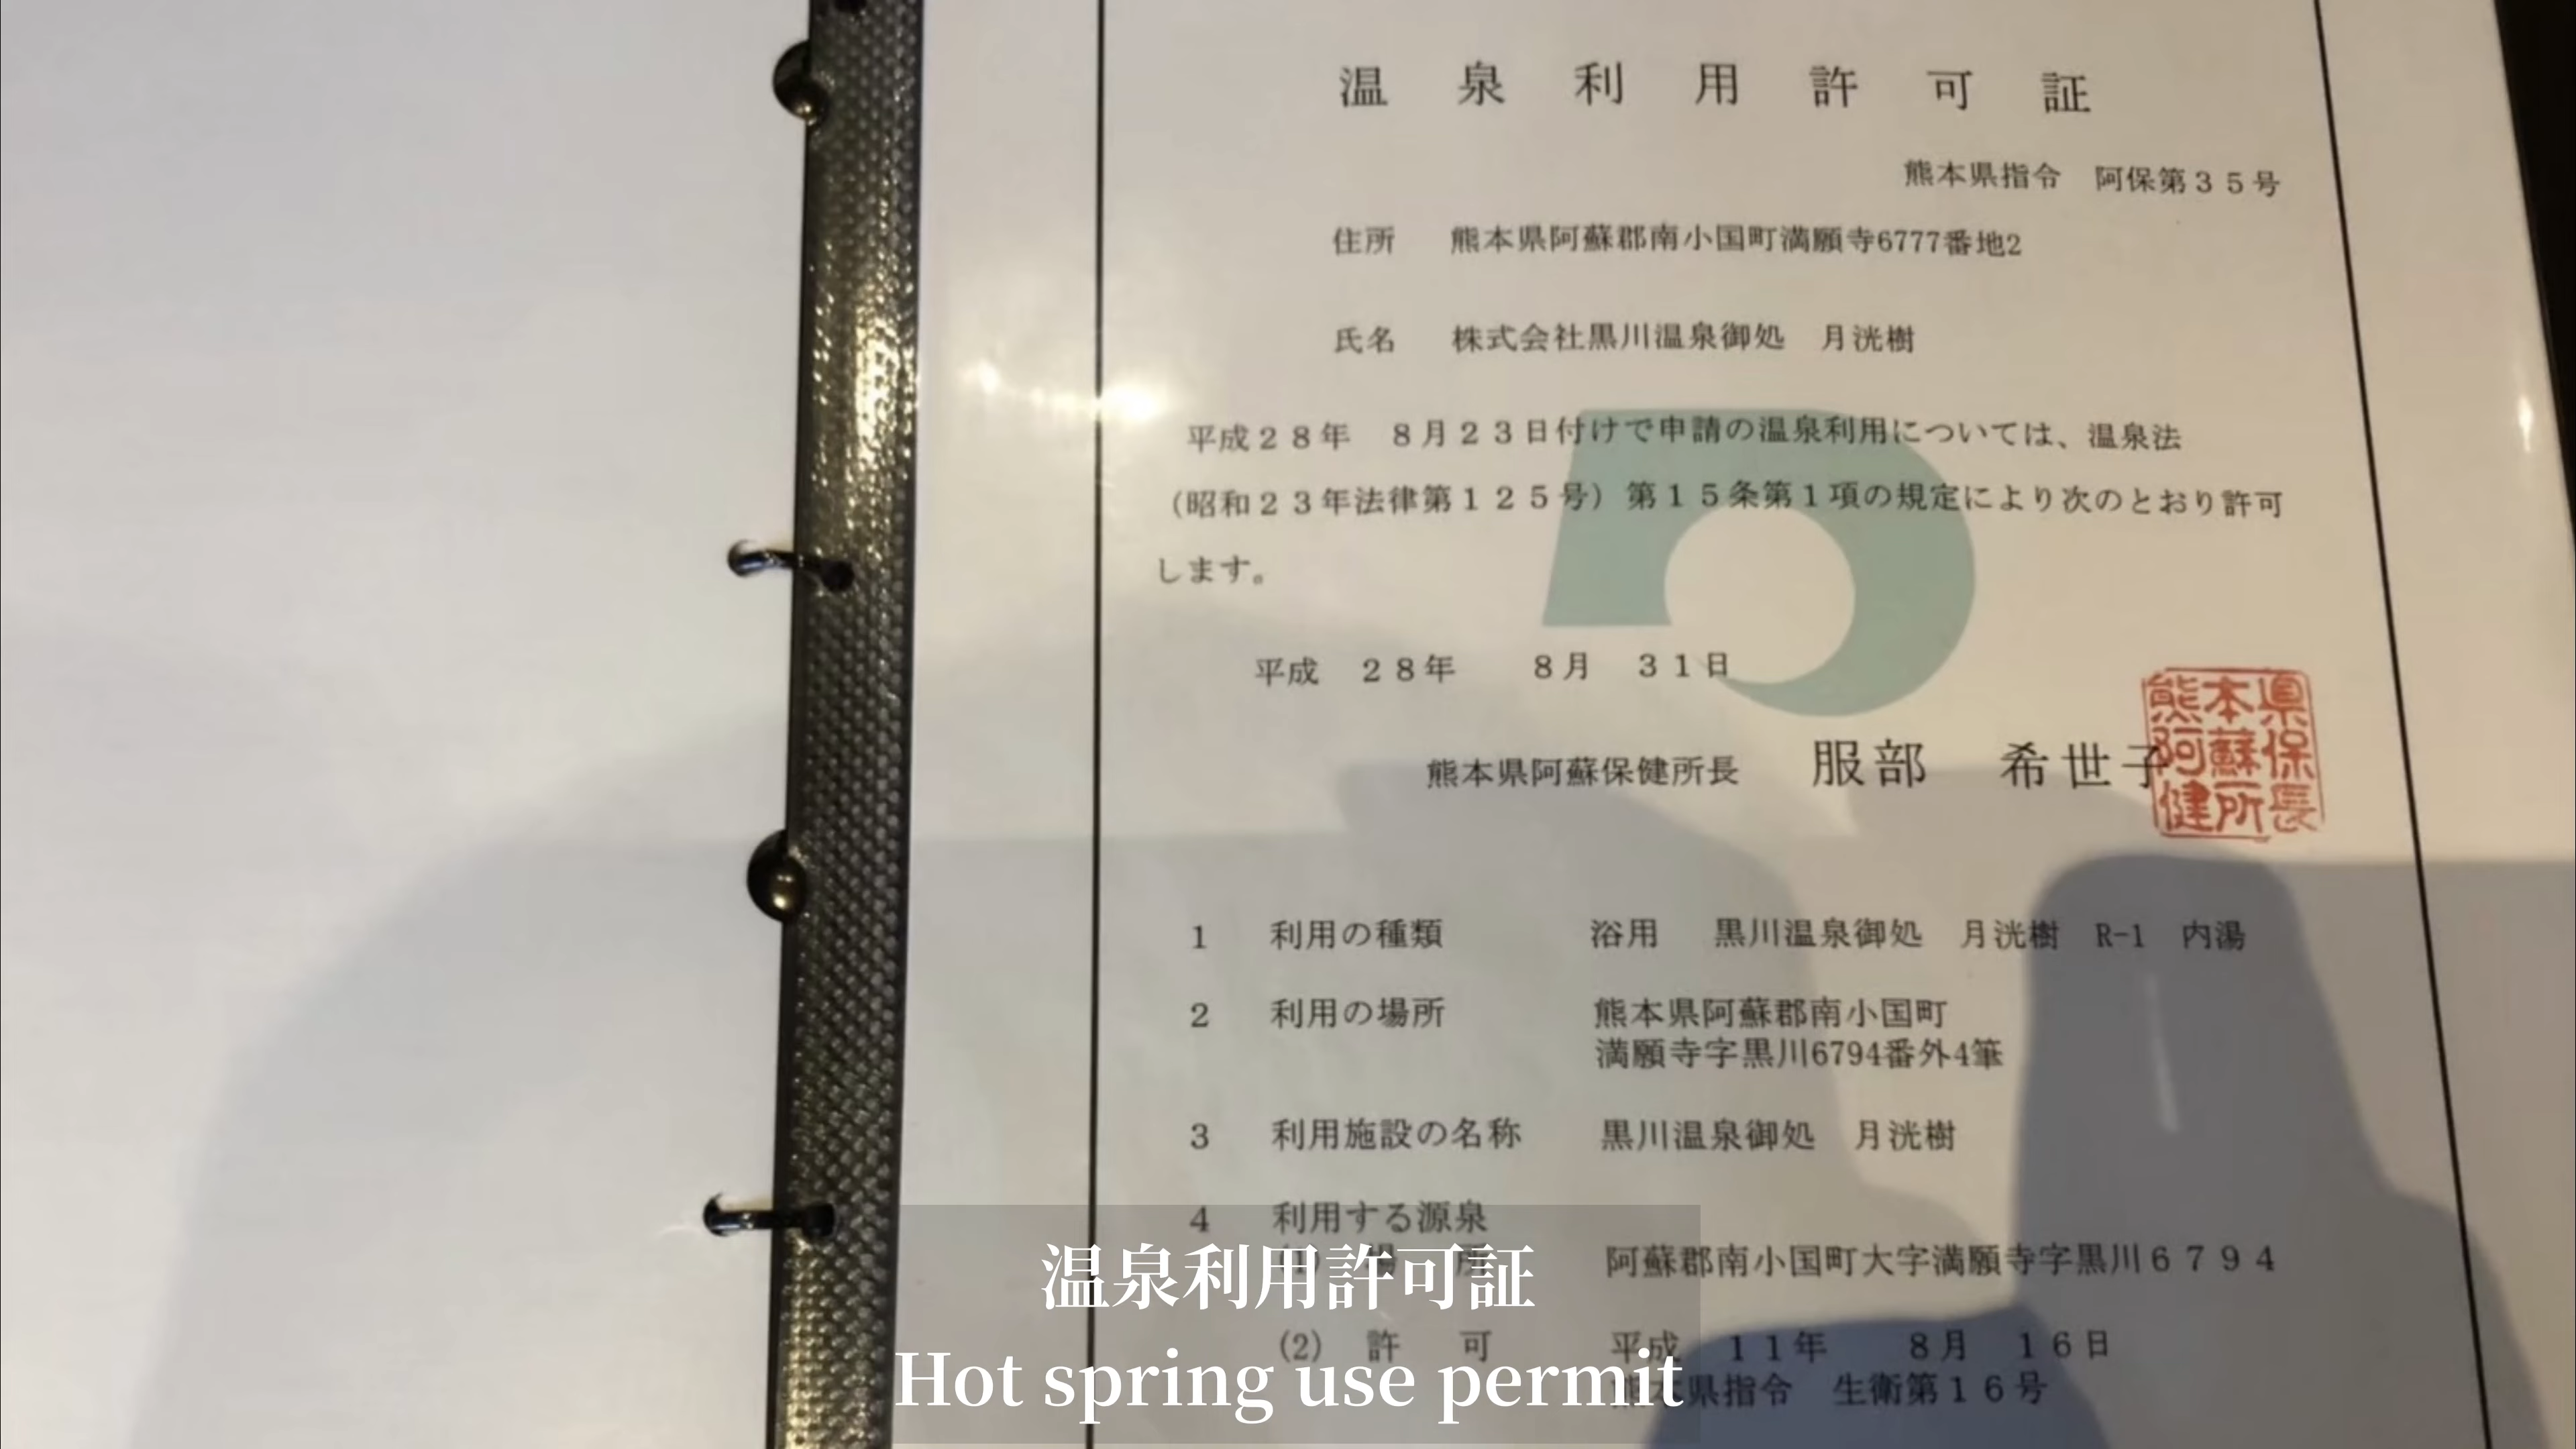 温泉利用許可証
熊本県指令　阿保第３５号
住所　熊本県阿蘇郡南小国町満願寺6777番地2
氏名　株式会社黒川温泉御処　月洸樹
平成２８年　８月２３日付けで申請の温泉利用については、温泉法
（昭和２３年法律第１２５号）第１５条第１項の規定により次のとおり許可
します。
平成　２８年　８月　３１日
熊本県阿蘇保健所長　服部　希世子
熊本県
阿蘇保
健所長
1　利用の種類　浴用　黒川温泉御処　月洸樹　R-1　内湯
2　利用の場所　熊本県阿蘇郡南小国町
満願寺字黒川6794番外4筆
3　利用施設の名称　黒川温泉御処　月洸樹
4　利用する源泉
(1)　場　所　阿蘇郡南小国町大字満願寺字黒川６７９４
(2)　許　可　平成　１１年　８月　１６日
熊本県指令　生衛第１６号
温泉利用許可証
Hot spring use permit